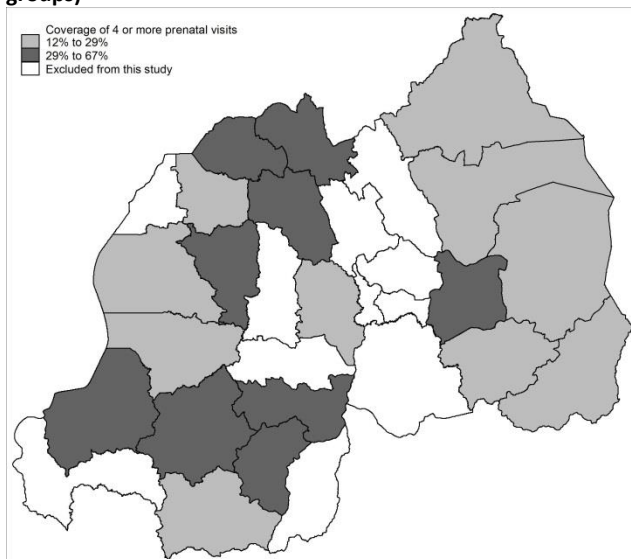 groups)
Coverage of 4 or more prenatal visits
12% to 29%
29% to 67%
Excluded from this study